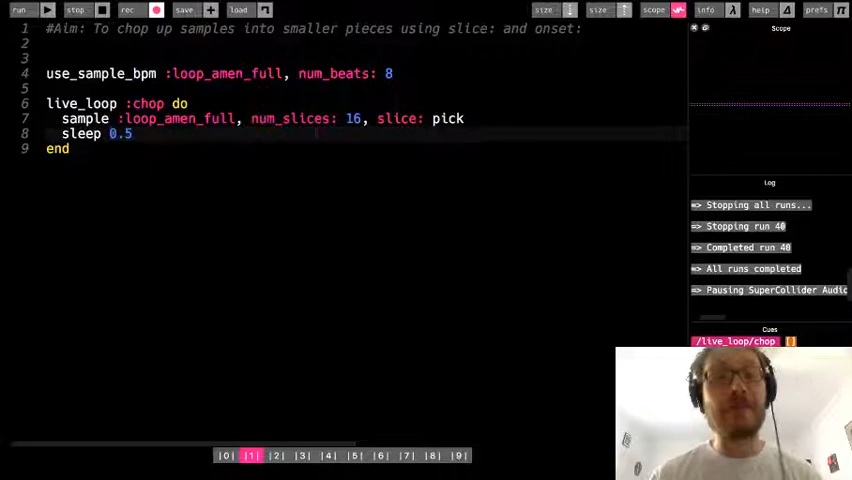 run stop rec save load size size scope info help prefs
1 #Aim: To chop up samples into smaller pieces using slice: and onset:
2
3
4 use_sample_bpm :loop_amen_full, num_beats: 8
5
6 live_loop :chop do
7 sample :loop_amen_full, num_slices: 16, slice: pick
8 sleep 0.5
9 end
Scope
Log
=> Stopping all runs...
=> Stopping run 40
=> Completed run 40
=> All runs completed
=> Pausing SuperCollider Audio
Cues
/live_loop/chop []
|0| |1| |2| |3| |4| |5| |6| |7| |8| |9|